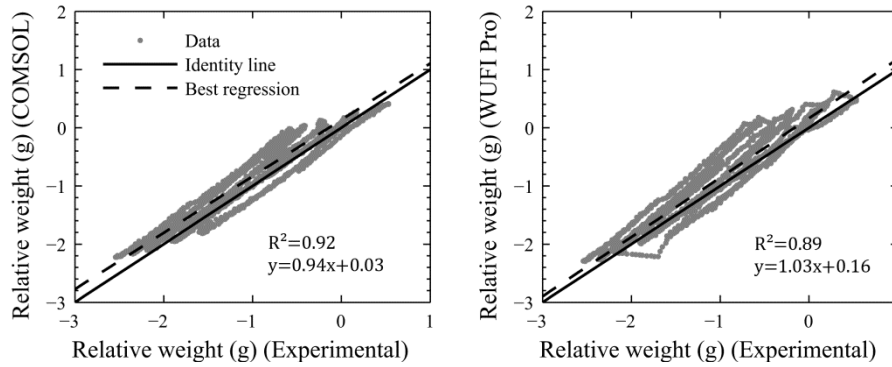 Relative weight (g) (COMSOL)
2
1
0
−1
−2
−3
Data
Identity line
Best regression
R²=0.92
y=0.94x+0.03
−3 −2 −1 0 1
Relative weight (g) (Experimental)
Relative weight (g) (WUFI Pro)
2
1
0
−1
−2
−3
R²=0.89
y=1.03x+0.16
−3 −2 −1 0
Relative weight (g) (Experimental)